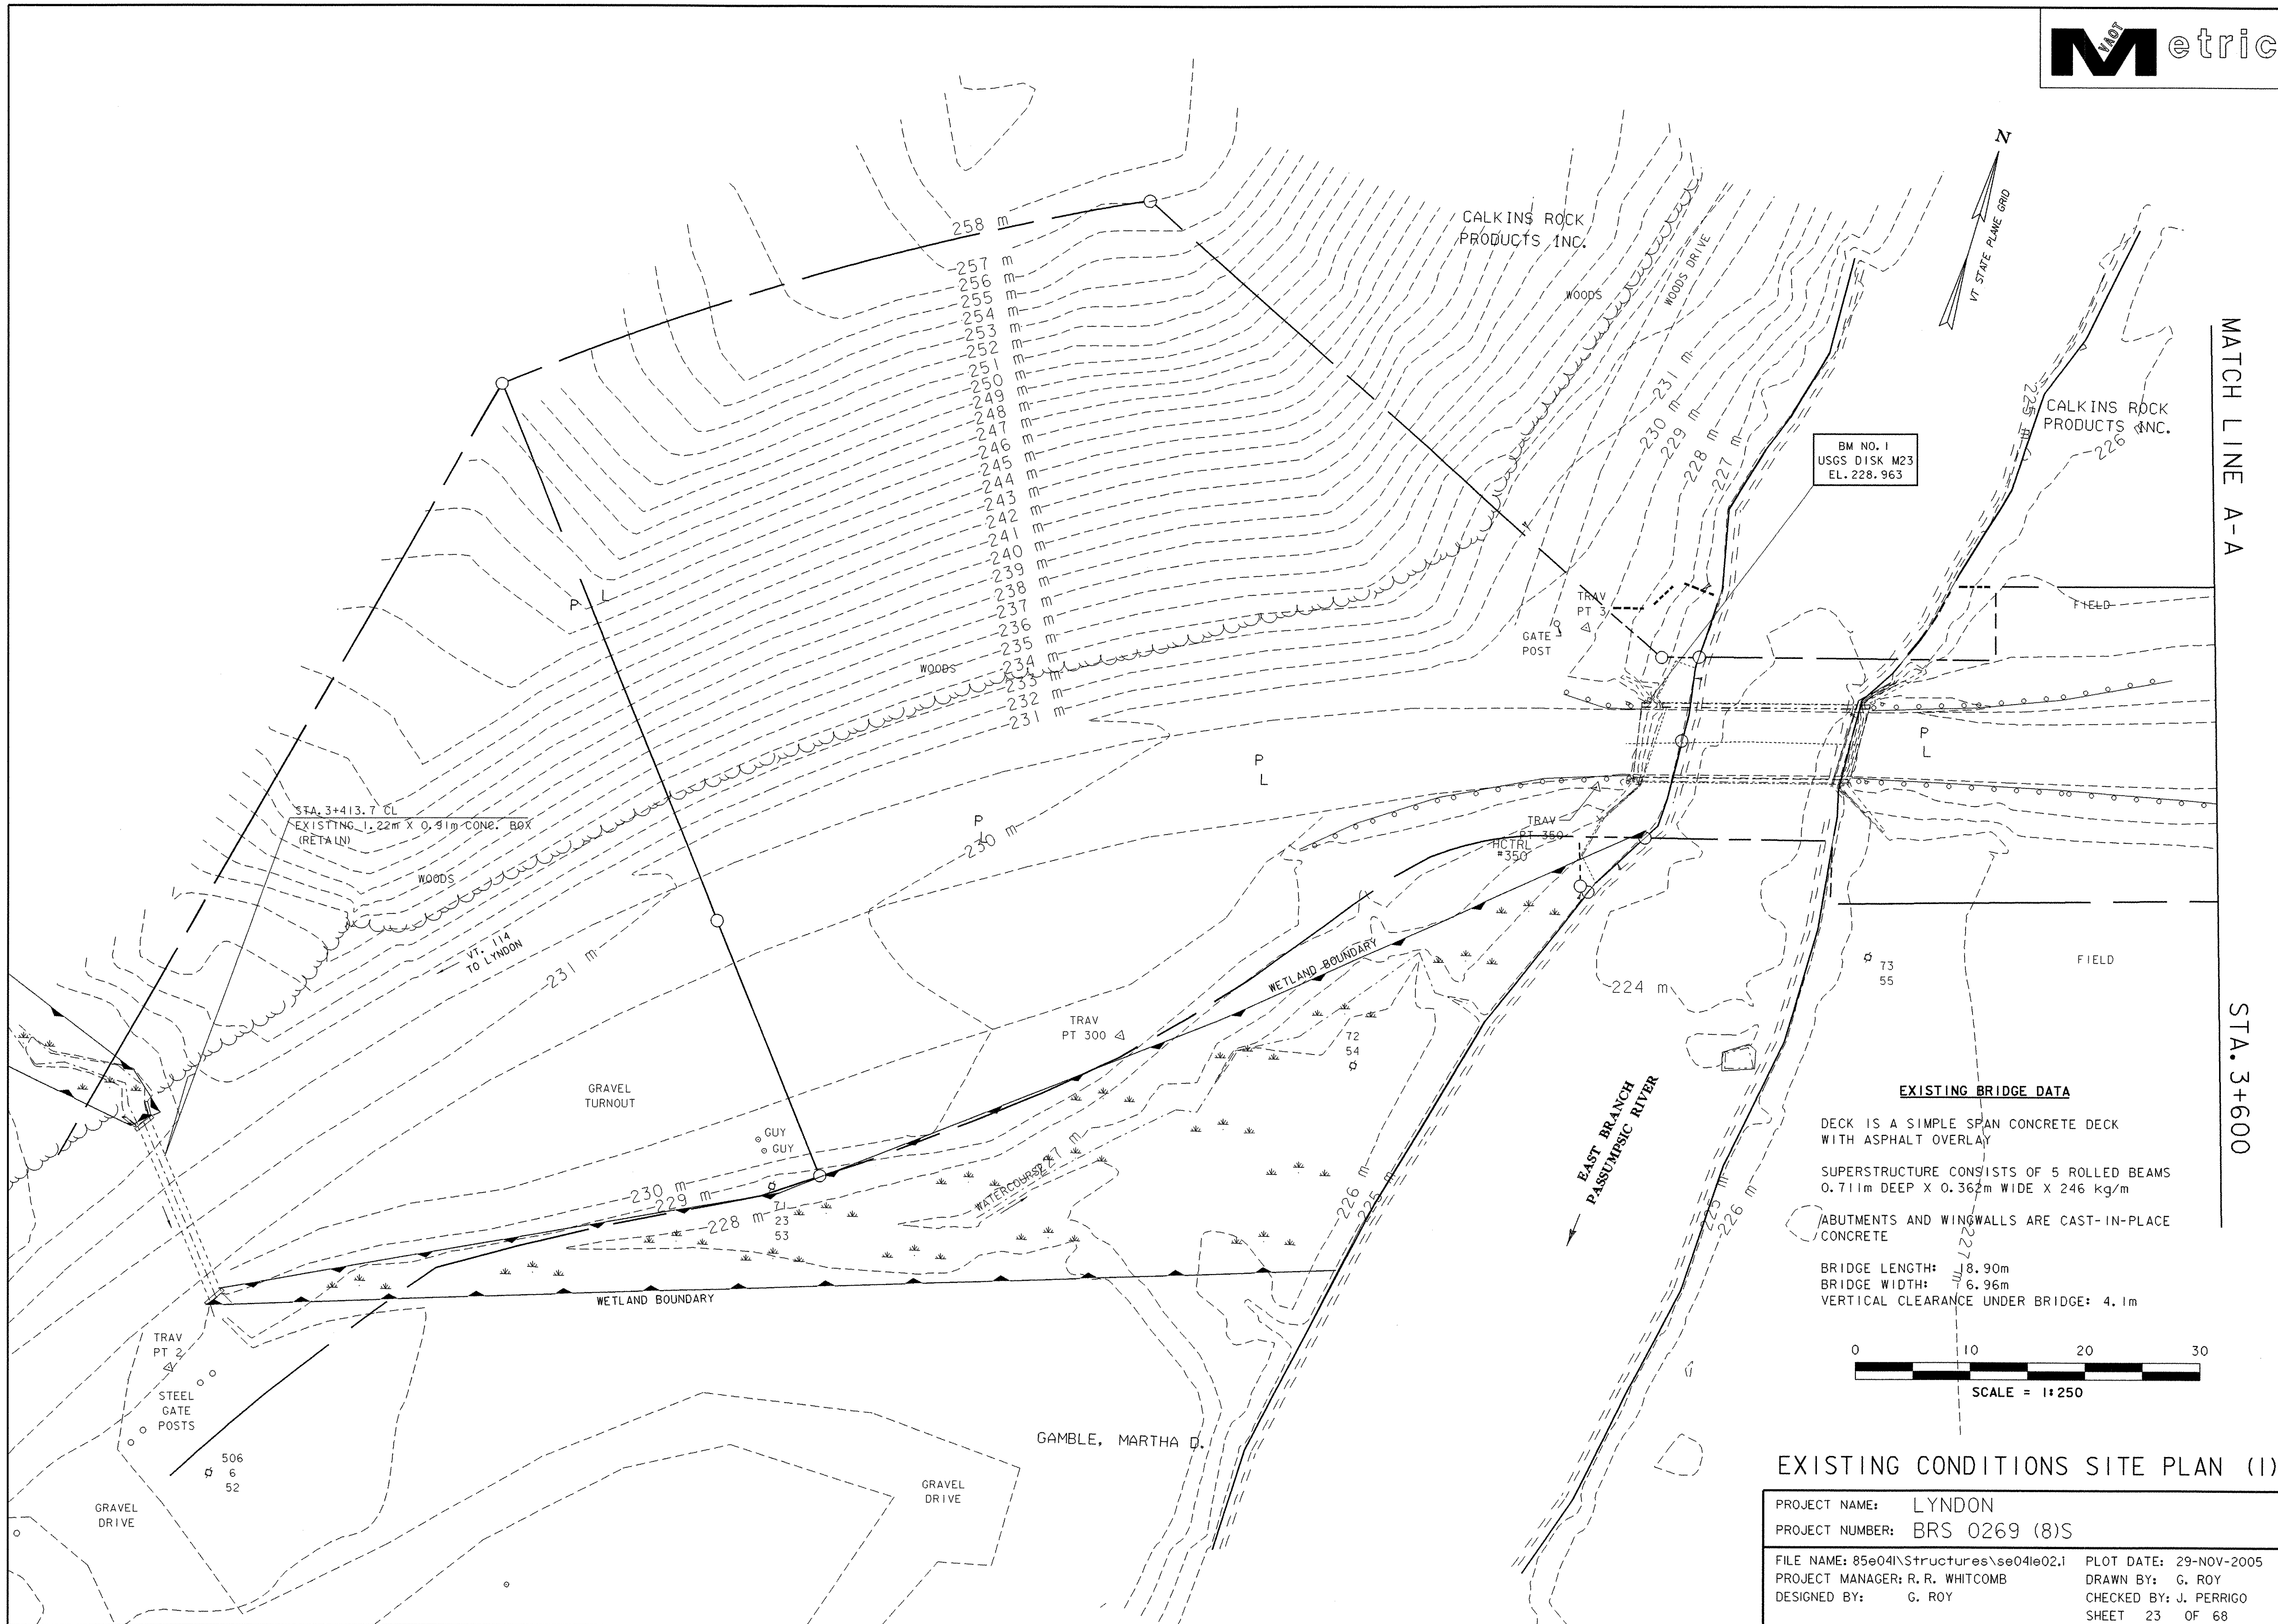 VAOT
Metric
N
VT STATE PLANE GRID
258 m
257 m
256 m
255 m
254 m
253 m
252 m
251 m
250 m
249 m
248 m
247 m
246 m
245 m
244 m
243 m
242 m
241 m
240 m
239 m
238 m
237 m
236 m
235 m
234 m
233 m
232 m
231 m
CALKINS ROCK
PRODUCTS INC.
WOODS
WOODS DRIVE
231 m
230 m
229 m
228 m
227 m
BM NO. 1
USGS DISK M23
EL. 228.963
225 m
CALKINS ROCK
PRODUCTS INC.
226 m
MATCH LINE A-A
STA. 3+600
TRAV
PT 3
GATE
POST
FIELD
P L
WOODS
P
L
P
L
P
L
STA. 3+413.7 CL
EXISTING 1.22m X 0.91m CONC. BOX
(RETAIN)
WOODS
230 m
TRAV
PT 350
HCTRL
#350
VT. 114
TO LYNDON
231 m
WETLAND BOUNDARY
224 m
73
55
FIELD
TRAV
PT 300
72
54
GRAVEL
TURNOUT
GUY
GUY
230 m
229 m
228 m
71
23
53
WATERCOURSE
227 m
EAST BRANCH
PASSUMPSIC RIVER
226 m
225 m
225 m
226 m
227 m
WETLAND BOUNDARY
EXISTING BRIDGE DATA
DECK IS A SIMPLE SPAN CONCRETE DECK
WITH ASPHALT OVERLAY
SUPERSTRUCTURE CONSISTS OF 5 ROLLED BEAMS
0.711m DEEP X 0.362m WIDE X 246 kg/m
ABUTMENTS AND WINGWALLS ARE CAST-IN-PLACE
CONCRETE
BRIDGE LENGTH: 18.90m
BRIDGE WIDTH: 6.96m
VERTICAL CLEARANCE UNDER BRIDGE: 4.1m
0 10 20 30
SCALE = 1:250
TRAV
PT 2
STEEL
GATE
POSTS
506
6
52
GRAVEL
DRIVE
GRAVEL
DRIVE
GAMBLE, MARTHA D.
EXISTING CONDITIONS SITE PLAN (1)
PROJECT NAME: LYNDON
PROJECT NUMBER: BRS 0269 (8)S
FILE NAME: 85e041\Structures\se041e02.1 PLOT DATE: 29-NOV-2005
PROJECT MANAGER: R. R. WHITCOMB DRAWN BY: G. ROY
DESIGNED BY: G. ROY CHECKED BY: J. PERRIGO
SHEET 23 OF 68